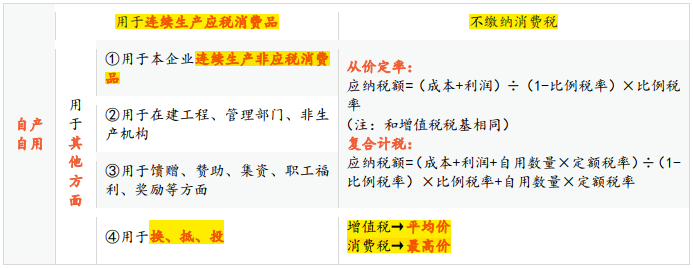 用于连续生产应税消费品
不缴纳消费税
自产
自用
用
于
其
他
方
面
①用于本企业连续生产非应税消费
品
②用于在建工程、管理部门、非生
产机构
③用于馈赠、赞助、集资、职工福
利、奖励等方面
从价定率：
应纳税额=（成本+利润）÷（1-比例税率）×比例税
率
（注：和增值税税基相同）
复合计税：
应纳税额=（成本+利润+自用数量×定额税率）÷（1-
比例税率）×比例税率+自用数量×定额税率
④用于换、抵、投
增值税→平均价
消费税→最高价